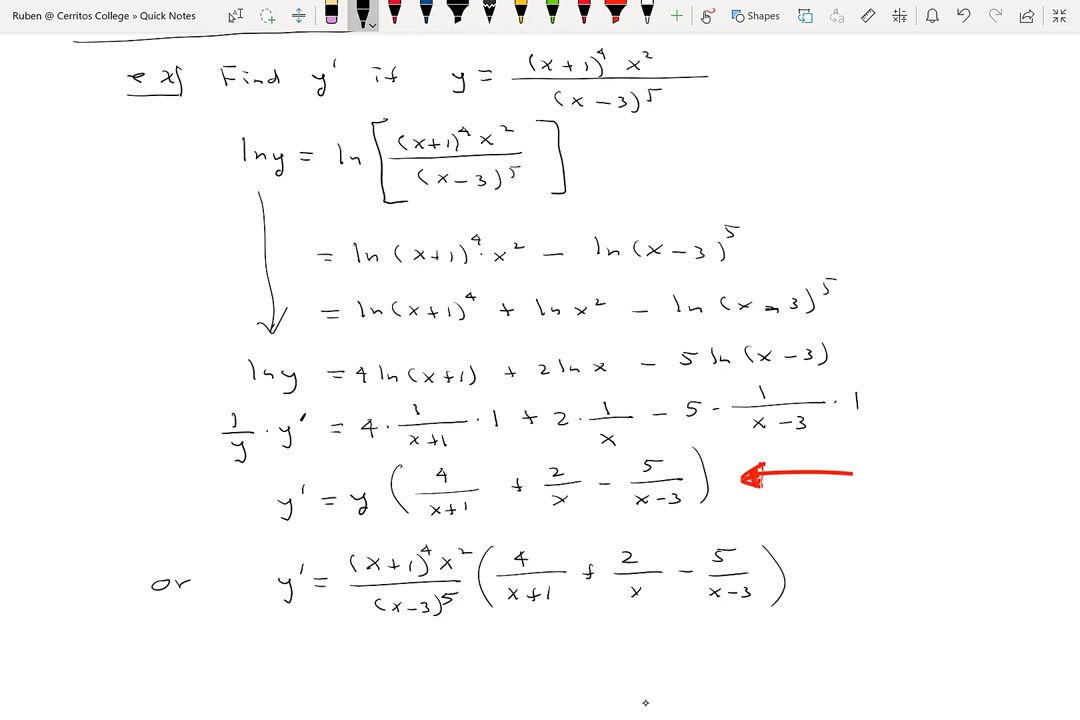 Ruben @ Cerritos College » Quick Notes
Shapes
ex) Find y' if y = (x+1)^4 x^2 / (x-3)^5
ln y = ln [ (x+1)^4 x^2 / (x-3)^5 ]
= ln (x+1)^4 · x^2 - ln (x-3)^5
= ln (x+1)^4 + ln x^2 - ln (x-3)^5
ln y = 4 ln (x+1) + 2 ln x - 5 ln (x-3)
1/y · y' = 4 · 1/(x+1) · 1 + 2 · 1/x - 5 · 1/(x-3) · 1
y' = y ( 4/(x+1) + 2/x - 5/(x-3) )
or y' = (x+1)^4 x^2 / (x-3)^5 ( 4/(x+1) + 2/x - 5/(x-3) )